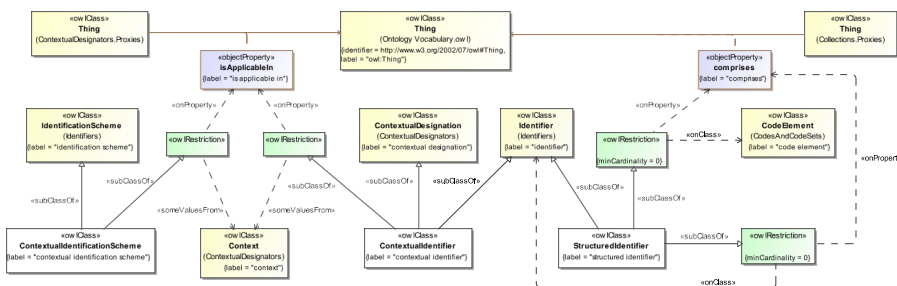 «owlClass»
Thing
(ContextualDesignators.Proxies)
«owlClass»
Thing
(Ontology Vocabulary.owl)
{identifier = http://www.w3.org/2002/07/owl#Thing,
label = "owl:Thing"}
«owlClass»
Thing
(Collections.Proxies)
«objectProperty»
isApplicableIn
{label = "is applicable in"}
«objectProperty»
comprises
{label = "comprises"}
«onProperty»
«onProperty»
«onProperty»
«owlClass»
IdentificationScheme
(Identifiers)
{label = "identification scheme"}
«owlRestriction»
«owlRestriction»
«owlClass»
ContextualDesignation
(ContextualDesignators)
{label = "contextual designation"}
«owlClass»
Identifier
(Identifiers)
{label = "identifier"}
«owlRestriction»
{minCardinality = 0}
«onClass»
«owlClass»
CodeElement
(CodesAndCodeSets)
{label = "code element"}
«onPropert
«subClassOf»
«subClassOf»
«subClassOf»
«subClassOf»
«subClassOf»
«subClassOf»
«subClassOf»
«someValuesFrom»
«someValuesFrom»
«owlClass»
ContextualIdentificationScheme
{label = "contextual identification scheme"}
«owlClass»
Context
(ContextualDesignators)
{label = "context"}
«owlClass»
ContextualIdentifier
{label = "contextual identifier"}
«owlClass»
StructuredIdentifier
{label = "structured identifier"}
«subClassOf»
«owlRestriction»
{minCardinality = 0}
«onClass»